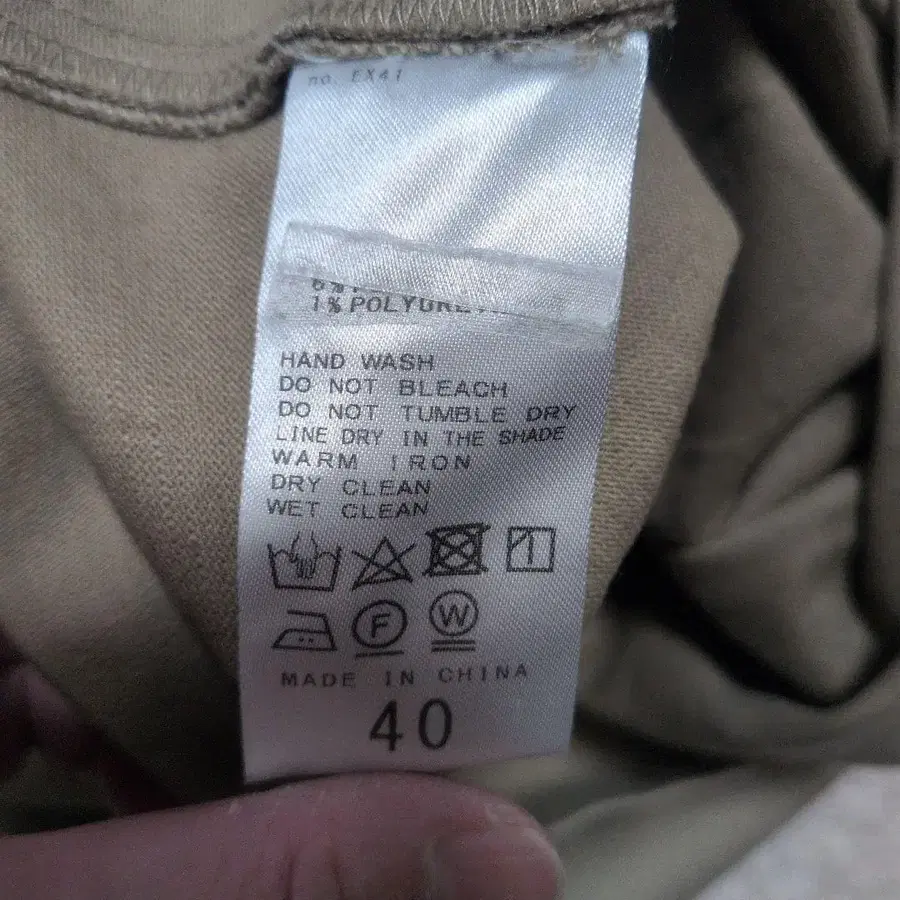 no. EX41
1%
HAND WASH
DO NOT BLEACH
DO NOT TUMBLE DRY
LINE DRY IN THE SHADE
WARM IRON
DRY CLEAN
WET CLEAN
F
W
MADE IN CHINA
40